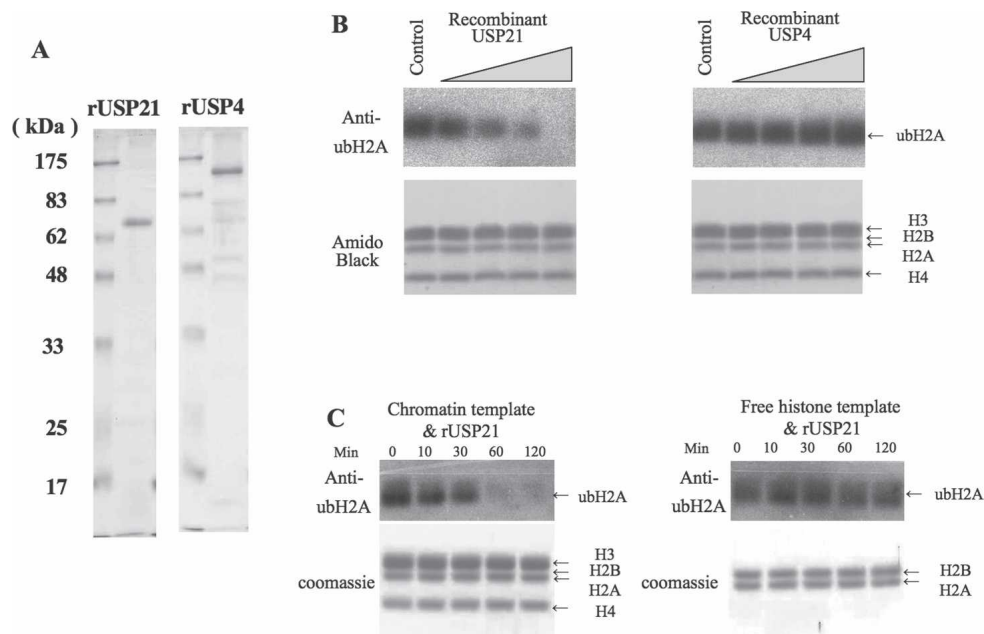 A
rUSP21 rUSP4
( kDa )
175
83
62
48
33
25
17
B
Control
Recombinant
USP21
Anti-
ubH2A
Amido
Black
Control
Recombinant
USP4
← ubH2A
← H3
← H2B
← H2A
← H4
C
Chromatin template
& rUSP21
Min 0 10 30 60 120
Anti-
ubH2A
← ubH2A
coomassie
← H3
← H2B
← H2A
← H4
Free histone template
& rUSP21
Min 0 10 30 60 120
Anti-
ubH2A
← ubH2A
coomassie
← H2B
← H2A